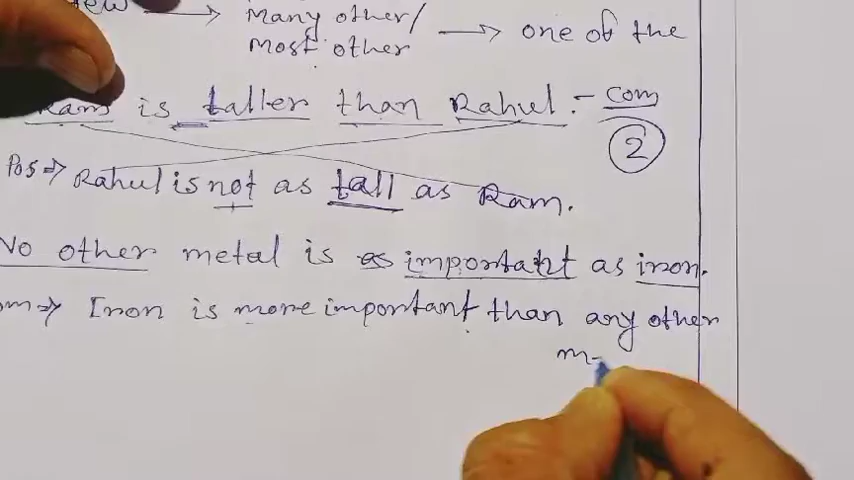 Many other/
most other → one of the
Ram is taller than Rahul. - Com
2
Pos ⇒ Rahul is not as tall as Ram.
No other metal is as important as iron.
m ⇒ Iron is more important than any other
m